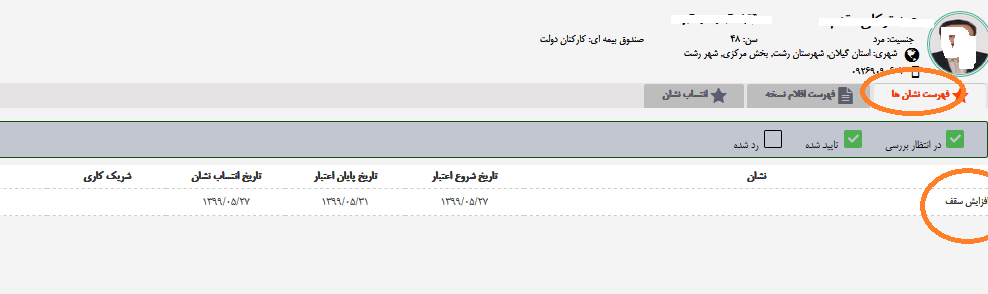 جنسیت: مرد
سن: ۴۸
صندوق بیمه ای: کارکنان دولت
شهری: استان گیلان, شهرستان رشت, بخش مرکزی, شهر رشت
فهرست نشان ها
فهرست اقلام نسخه
انتساب نشان
در انتظار بررسی
تایید شده
رد شده
نشان تاریخ شروع اعتبار تاریخ پایان اعتبار تاریخ انتساب نشان شریک کاری
فزایش سقف ۱۳۹۹/۰۵/۲۷ ۱۳۹۹/۰۵/۳۱ ۱۳۹۹/۰۵/۲۷